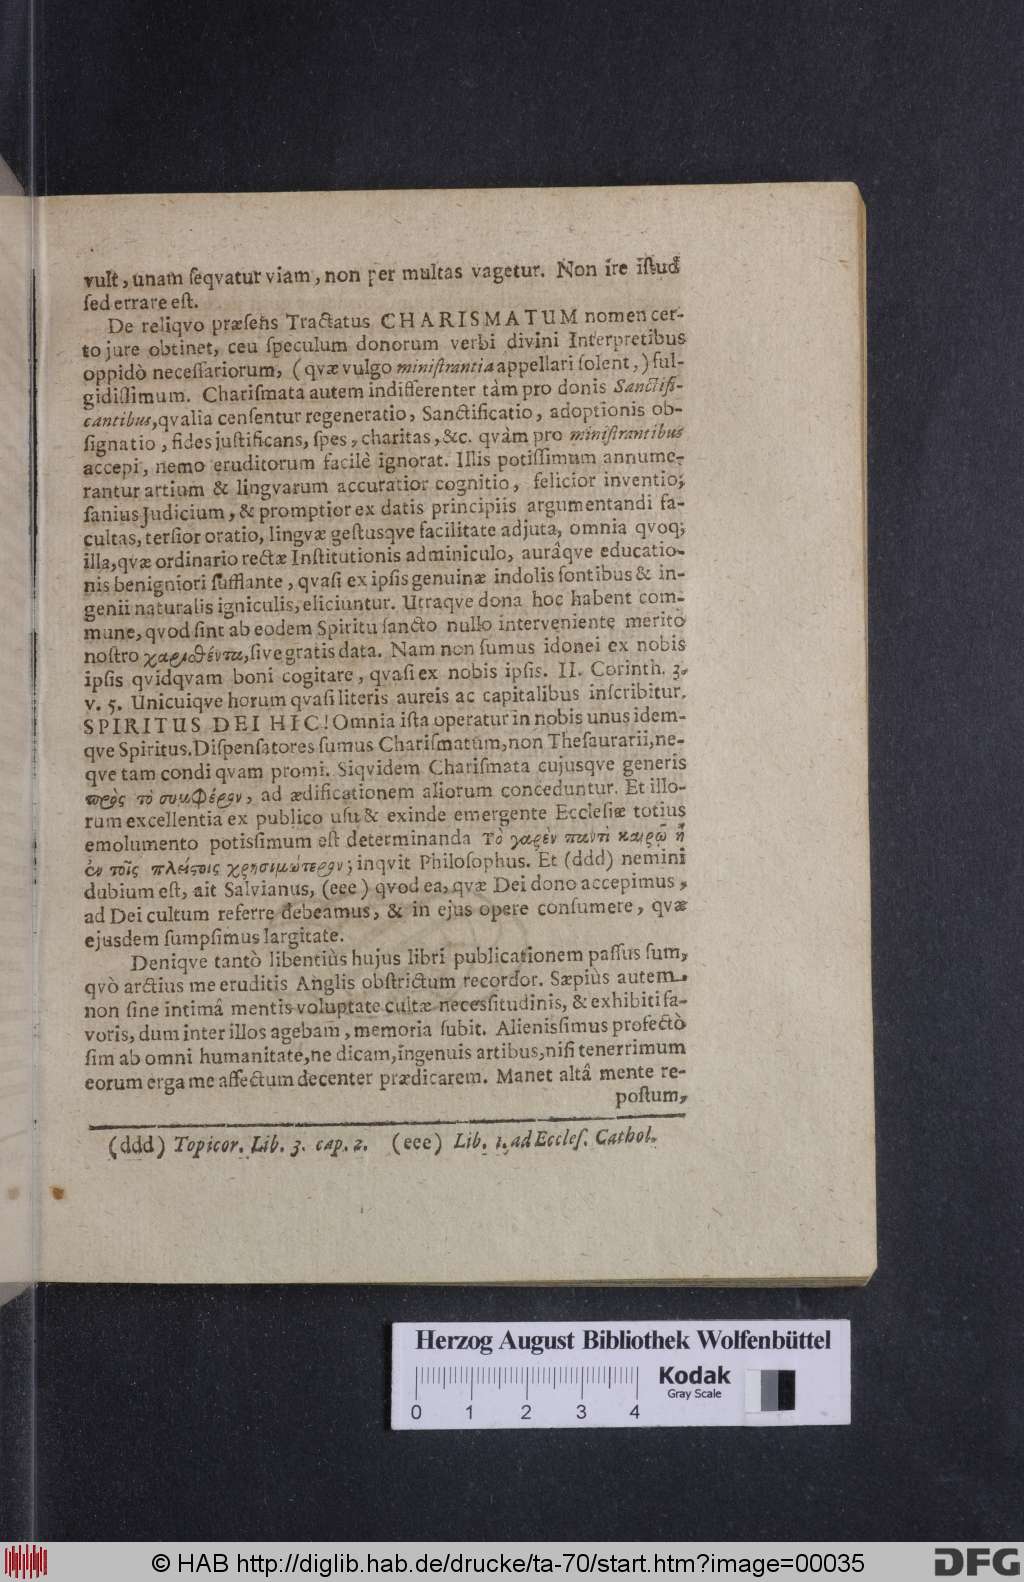 vult, unam ſeqvatur viam, non per multas vagetur. Non ire iſtud
ſed errare eſt.
De reliqvo præſens Tractatus CHARISMATUM nomen cer-
to jure obtinet, ceu ſpeculum donorum verbi divini Interpretibus
oppidò neceſſariorum, (qvæ vulgo miniſtrantia appellari ſolent,) ful-
gidiſſimum. Chariſmata autem indifferenter tàm pro donis Sanctifi-
cantibus, qvalia cenſentur regeneratio, Sanctificatio, adoptionis ob-
ſignatio, fides juſtificans, ſpes, charitas, &c. qvàm pro miniſtrantibus
accepi, nemo eruditorum facilè ignorat. Illis potiſſimum annume-
rantur artium & lingvarum accuratior cognitio, felicior inventio,
ſanius Judicium, & promptior ex datis principiis argumentandi fa-
cultas, terſior oratio, lingvæ geſtusqve facilitate adjuta, omnia qvoq;
illa, qvæ ordinario rectæ Inſtitutionis adminiculo, aurâqve educatio-
nis benigniori ſufflante, qvaſi ex ipſis genuinæ indolis fontibus & in-
genii naturalis igniculis, eliciuntur. Utraqve dona hoc habent com-
mune, qvod ſint ab eodem Spiritu ſancto nullo interveniente merito
noſtro χαριϑέντα, ſive gratis data. Nam non ſumus idonei ex nobis
ipſis qvidqvam boni cogitare, qvaſi ex nobis ipſis. II. Corinth. 3.
v. 5. Unicuiqve horum qvaſi literis aureis ac capitalibus inſcribitur.
SPIRITUS DEI HIC! Omnia iſta operatur in nobis unus idem-
qve Spiritus. Diſpenſatores ſumus Chariſmatum, non Theſaurarii, ne-
qve tam condi qvam promi. Siqvidem Chariſmata cujusqve generis
πρὸς τὸ συμφέρον, ad ædificationem aliorum conceduntur. Et illo-
rum excellentia ex publico uſu & exinde emergente Eccleſiæ totius
emolumento potiſſimum eſt determinanda Τὸ γαρ ἐν παντὶ καιρῷ ἢ
ἐν τοῖς πλείστοις χρησιμώτερον; inqvit Philoſophus. Et (ddd) nemini
dubium eſt, ait Salvianus, (eee) qvod ea, qvæ Dei dono accepimus,
ad Dei cultum referre debeamus, & in ejus opere conſumere, qvæ
ejusdem ſumpſimus largitate.
Deniqve tantò libentiùs hujus libri publicationem paſſus ſum,
qvò arctius me eruditis Anglis obſtrictum recordor. Sæpiùs autem
non ſine intimâ mentis voluptate cultæ neceſſitudinis, & exhibiti fa-
voris, dum inter illos agebam, memoria ſubit. Alieniſſimus profectò
ſim ab omni humanitate, ne dicam, ingenuis artibus, niſi tenerrimum
eorum erga me affectum decenter prædicarem. Manet altâ mente re-
poſtum,
(ddd) Topicor. Lib. 3. cap. 2. (eee) Lib. 1. ad Eccleſ. Cathol.
Herzog August Bibliothek Wolfenbüttel
Kodak
Gray Scale
0 1 2 3 4
© HAB http://diglib.hab.de/drucke/ta-70/start.htm?image=00035
DFG